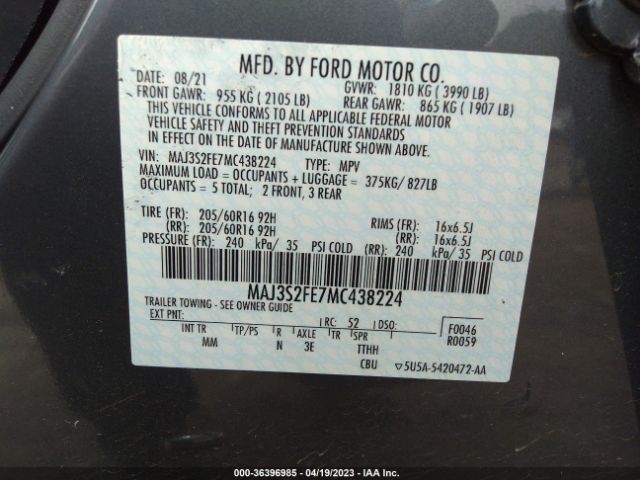 MFD. BY FORD MOTOR CO.
DATE: 08/21 GVWR: 1810 KG ( 3990 LB)
FRONT GAWR: 955 KG ( 2105 LB) REAR GAWR: 865 KG ( 1907 LB)
THIS VEHICLE CONFORMS TO ALL APPLICABLE FEDERAL MOTOR
VEHICLE SAFETY AND THEFT PREVENTION STANDARDS
IN EFFECT ON THE DATE OF MANUFACTURE SHOWN ABOVE.
VIN: MAJ3S2FE7MC438224 TYPE: MPV
MAXIMUM LOAD = OCCUPANTS + LUGGAGE = 375KG/ 827LB
OCCUPANTS = 5 TOTAL; 2 FRONT, 3 REAR
TIRE (FR): 205/60R16 92H RIMS (FR): 16x6.5J
(RR): 205/60R16 92H (RR): 16x6.5J
PRESSURE (FR): 240 kPa/ 35 PSI COLD (RR): 240 kPa/ 35 PSI COLD
MAJ3S2FE7MC438224
TRAILER TOWING - SEE OWNER GUIDE
EXT PNT: RC: 52 DSO: F0046
INT TR TP/PS R AXLE TR SPR R0059
MM N 3E TTHH
CBU 5U5A-5420472-AA
000-36396985 - 04/19/2023 - IAA Inc.